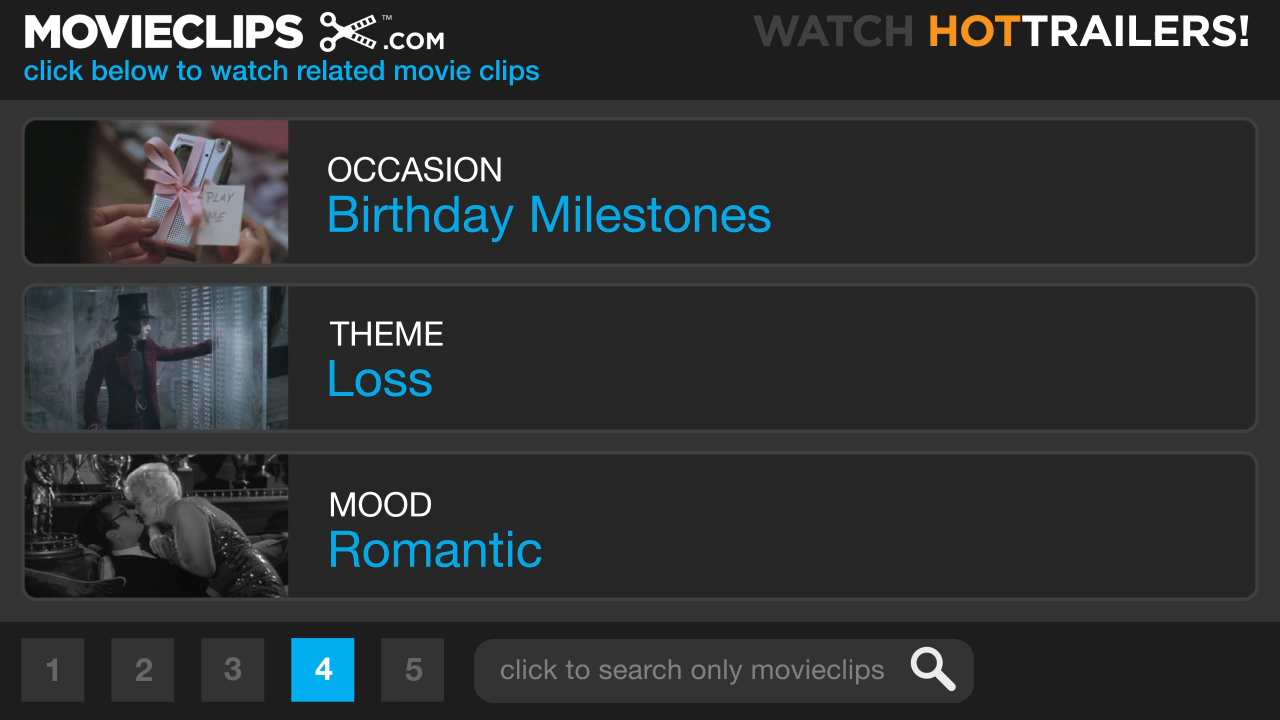 MOVIECLIPS ™ .COM
WATCH HOTTRAILERS!
click below to watch related movie clips
PLAY
ME
OCCASION
Birthday Milestones
THEME
Loss
MOOD
Romantic
1 2 3 4 5 click to search only movieclips